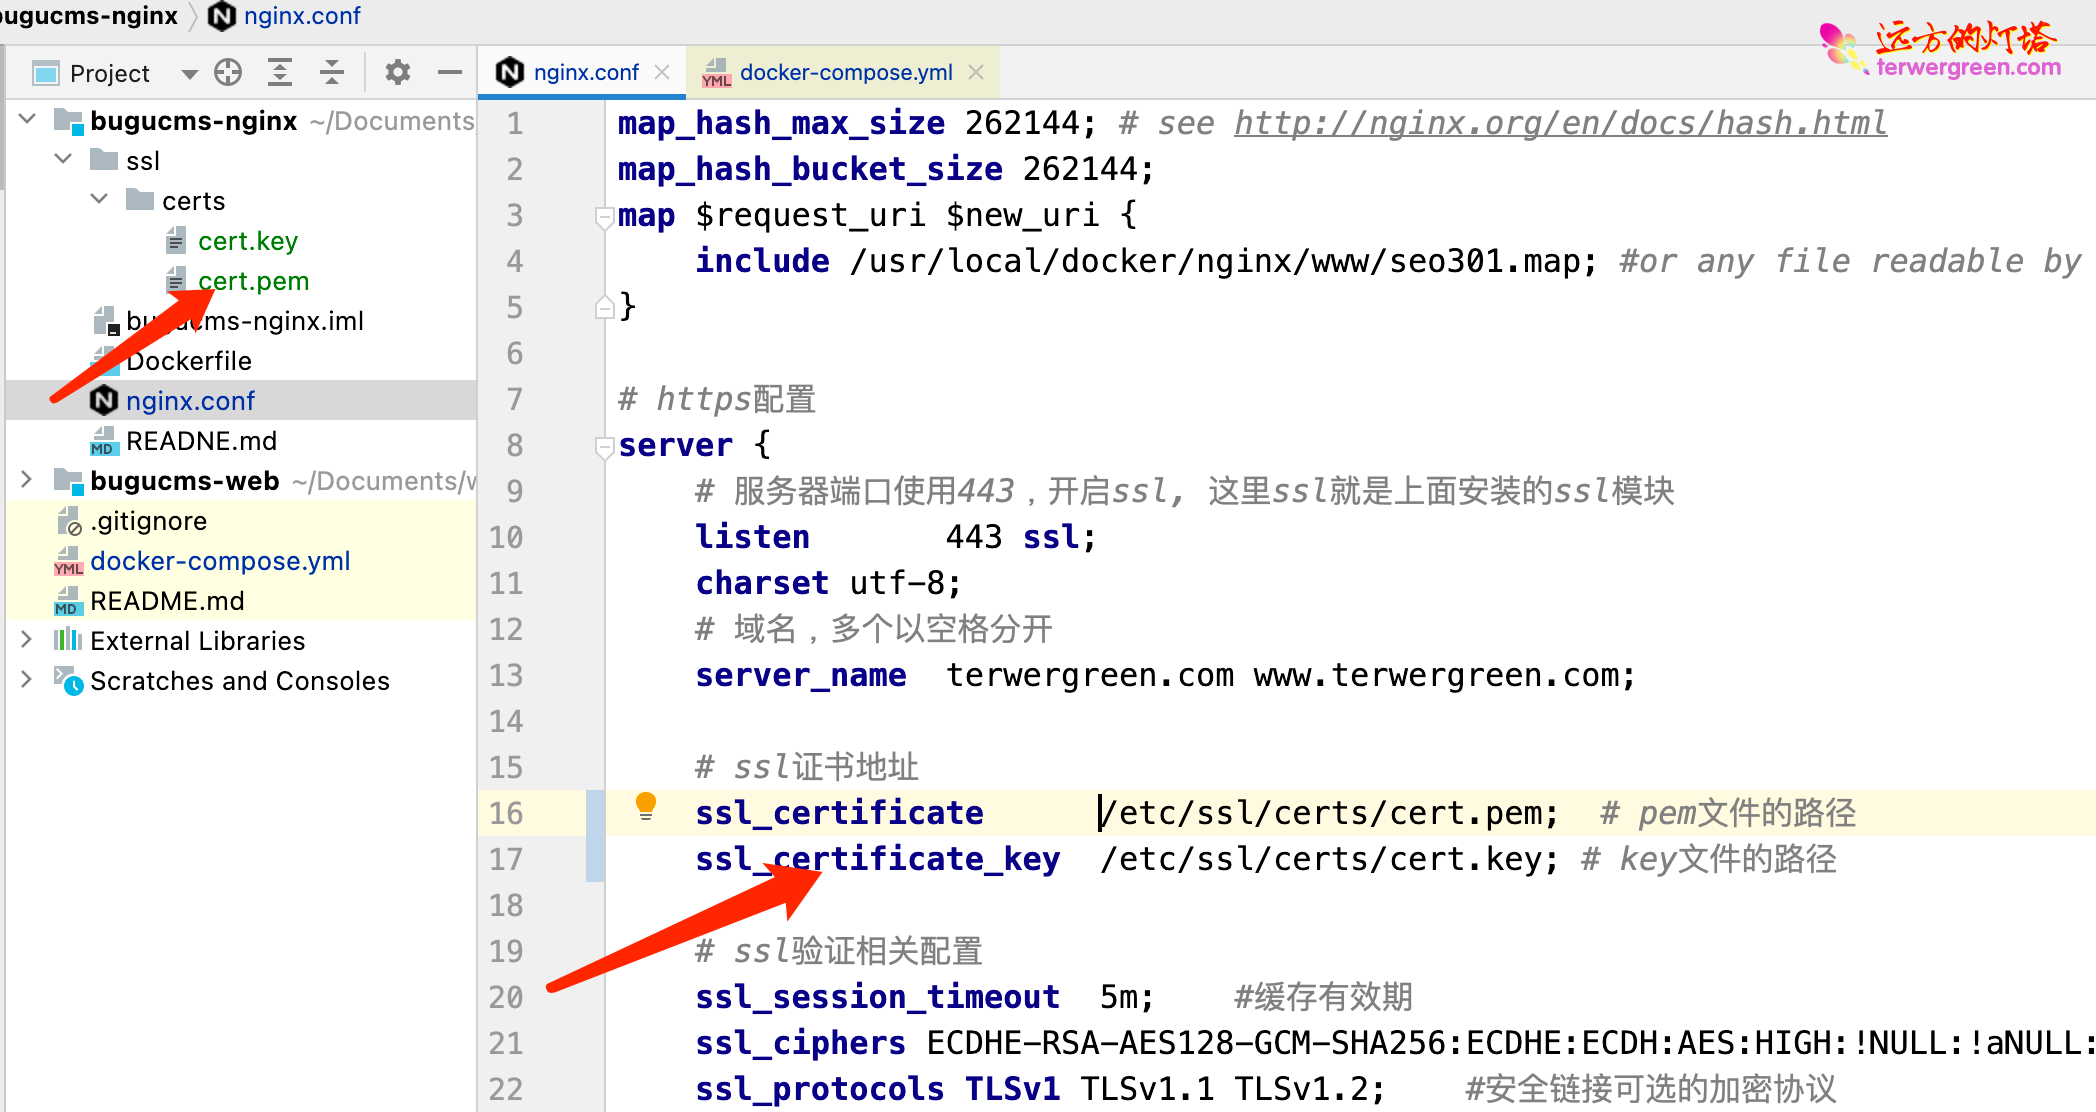 bugucms-nginx nginx.conf
远方的灯塔
terwergreen.com
Project
nginx.conf docker-compose.yml
bugucms-nginx ~/Documents
ssl
certs
cert.key
cert.pem
bugucms-nginx.iml
Dockerfile
nginx.conf
READNE.md
bugucms-web ~/Documents/w
.gitignore
docker-compose.yml
README.md
External Libraries
Scratches and Consoles
1 map_hash_max_size 262144; # see http://nginx.org/en/docs/hash.html
2 map_hash_bucket_size 262144;
3 map $request_uri $new_uri {
4 include /usr/local/docker/nginx/www/seo301.map; #or any file readable by
5 }
6
7 # https配置
8 server {
9 # 服务器端口使用443，开启ssl, 这里ssl就是上面安装的ssl模块
10 listen 443 ssl;
11 charset utf-8;
12 # 域名，多个以空格分开
13 server_name terwergreen.com www.terwergreen.com;
14
15 # ssl证书地址
16 ssl_certificate /etc/ssl/certs/cert.pem; # pem文件的路径
17 ssl_certificate_key /etc/ssl/certs/cert.key; # key文件的路径
18
19 # ssl验证相关配置
20 ssl_session_timeout 5m; #缓存有效期
21 ssl_ciphers ECDHE-RSA-AES128-GCM-SHA256:ECDHE:ECDH:AES:HIGH:!NULL:!aNULL:
22 ssl_protocols TLSv1 TLSv1.1 TLSv1.2; #安全链接可选的加密协议